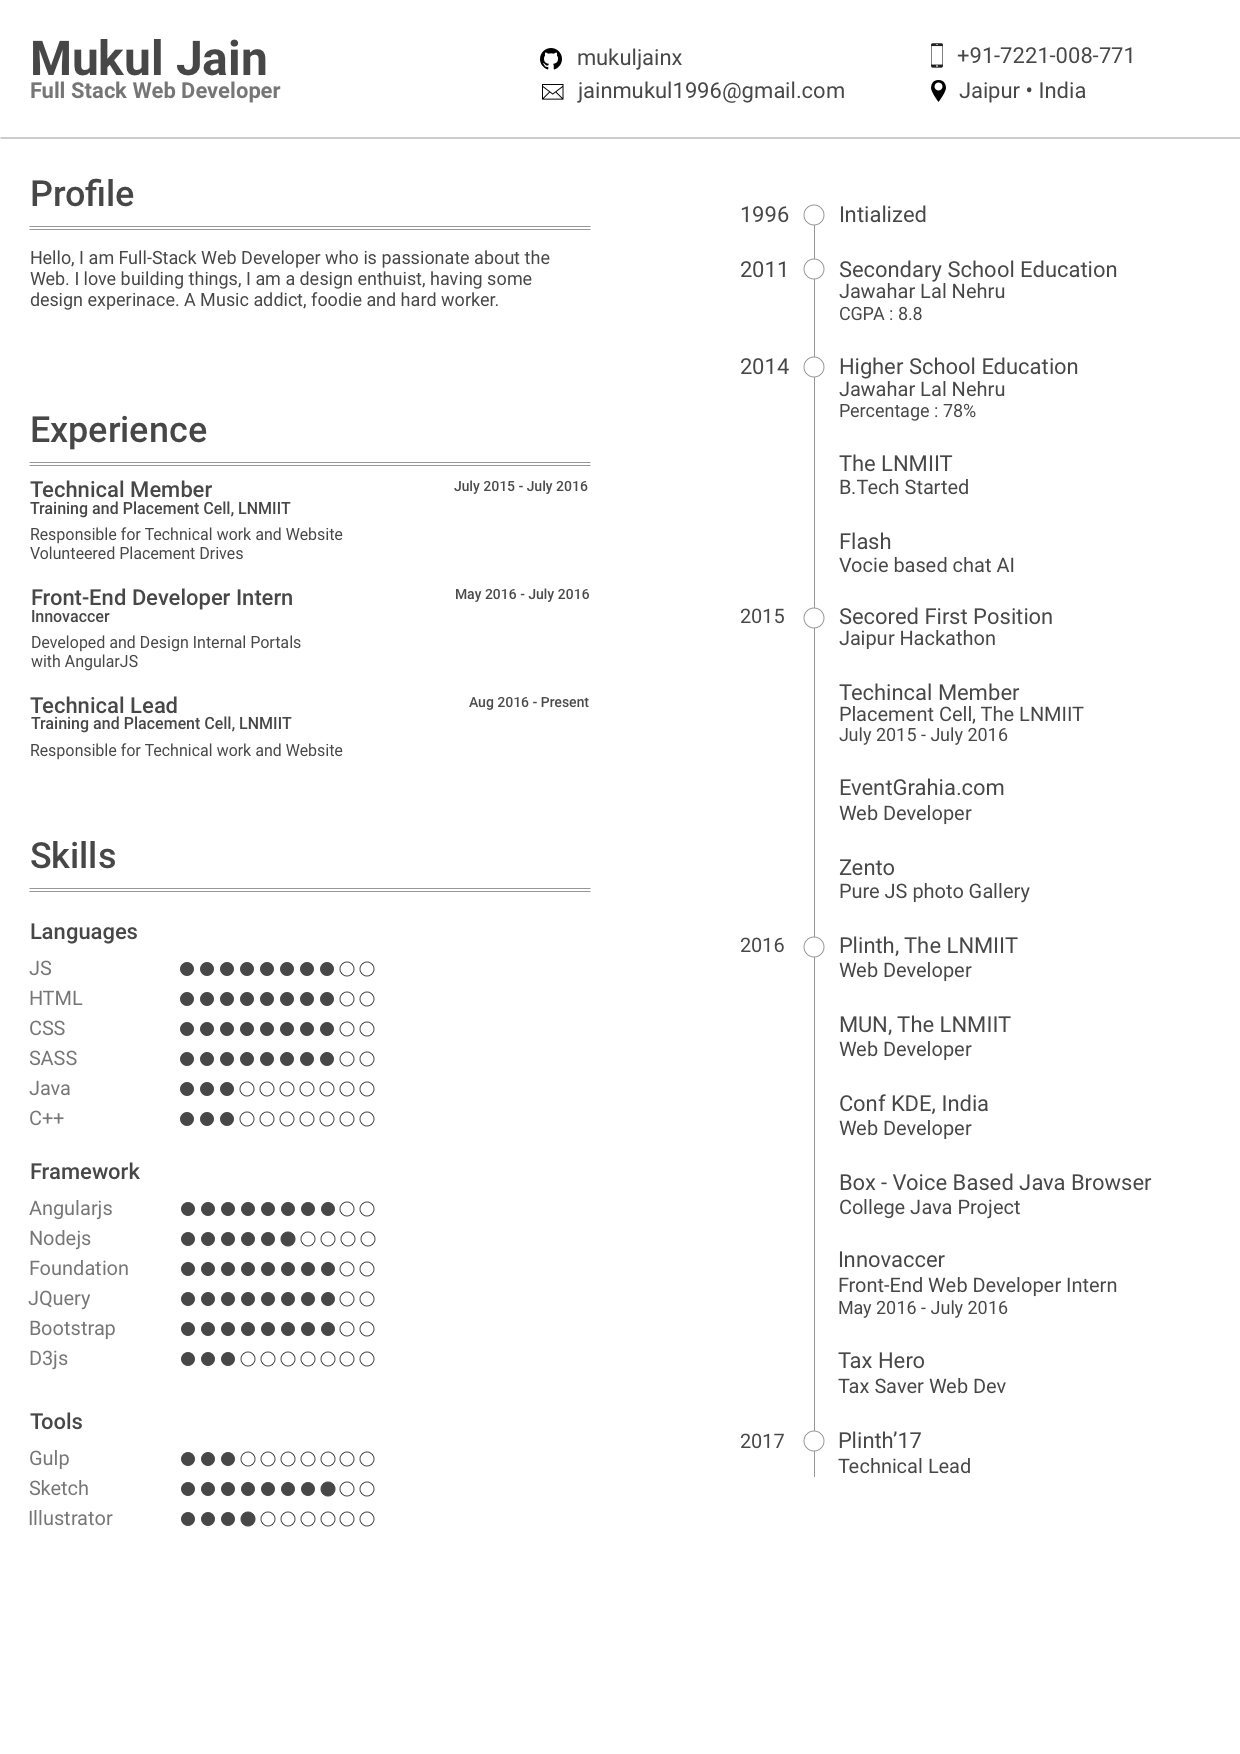 Mukul Jain
Full Stack Web Developer
mukuljainx
jainmukul1996@gmail.com
+91-7221-008-771
Jaipur • India
Profile
Hello, I am Full-Stack Web Developer who is passionate about the
Web. I love building things, I am a design enthuist, having some
design experinace. A Music addict, foodie and hard worker.
Experience
Technical Member
July 2015 - July 2016
Training and Placement Cell, LNMIIT
Responsible for Technical work and Website
Volunteered Placement Drives
Front-End Developer Intern
May 2016 - July 2016
Innovaccer
Developed and Design Internal Portals
with AngularJS
Technical Lead
Aug 2016 - Present
Training and Placement Cell, LNMIIT
Responsible for Technical work and Website
Skills
Languages
JS
HTML
CSS
SASS
Java
C++
Framework
Angularjs
Nodejs
Foundation
JQuery
Bootstrap
D3js
Tools
Gulp
Sketch
Illustrator
1996 Intialized
2011 Secondary School Education
Jawahar Lal Nehru
CGPA : 8.8
2014 Higher School Education
Jawahar Lal Nehru
Percentage : 78%
The LNMIIT
B.Tech Started
Flash
Vocie based chat AI
2015 Secored First Position
Jaipur Hackathon
Techincal Member
Placement Cell, The LNMIIT
July 2015 - July 2016
EventGrahia.com
Web Developer
Zento
Pure JS photo Gallery
2016 Plinth, The LNMIIT
Web Developer
MUN, The LNMIIT
Web Developer
Conf KDE, India
Web Developer
Box - Voice Based Java Browser
College Java Project
Innovaccer
Front-End Web Developer Intern
May 2016 - July 2016
Tax Hero
Tax Saver Web Dev
2017 Plinth’17
Technical Lead